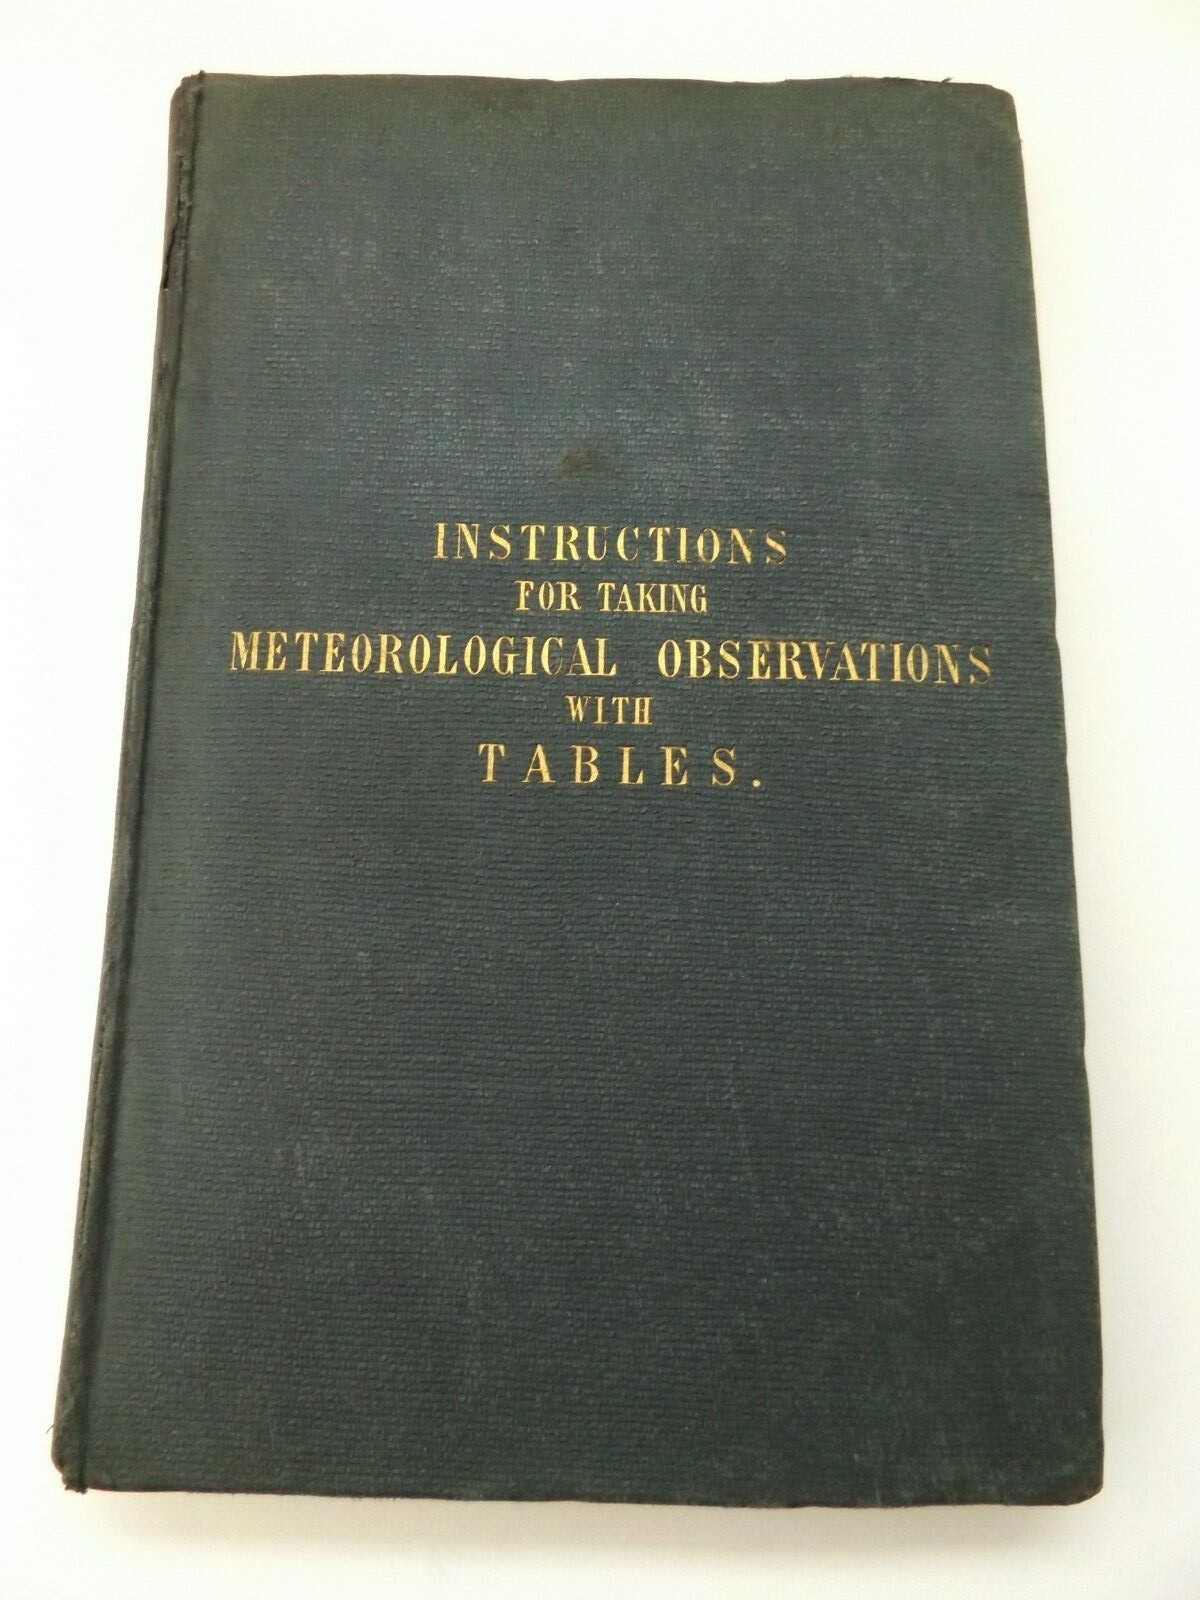 INSTRUCTIONS
FOR TAKING
METEOROLOGICAL OBSERVATIONS
WITH
TABLES.